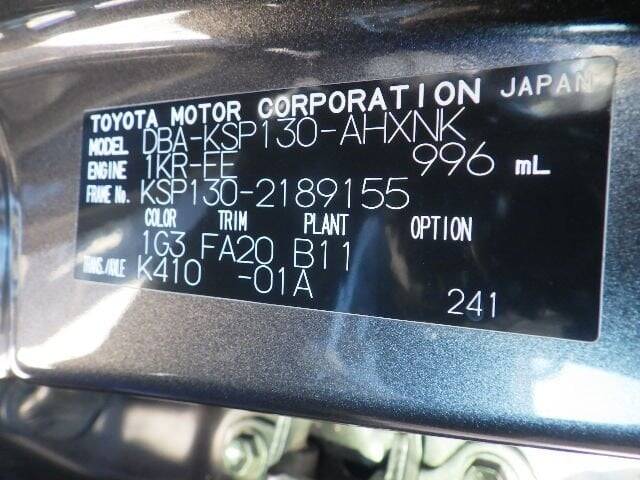 TOYOTA MOTOR CORPORATION JAPAN
MODEL DBA-KSP130-AHXNK
ENGINE 1KR-FE 996 mL
FRAME No. KSP130-2189155
COLOR TRIM PLANT OPTION
1G3 FA20 B11
TRANS./AXLE K410 -01A
241